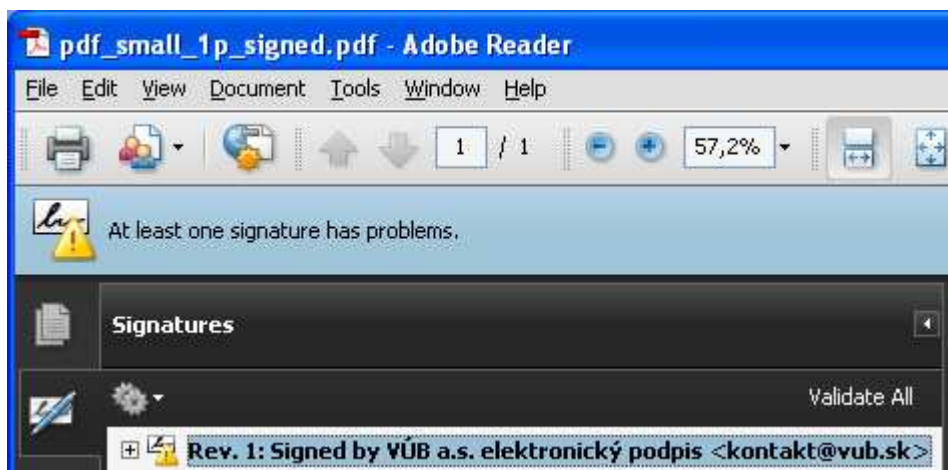 pdf_small_1p_signed.pdf - Adobe Reader
File Edit View Document Tools Window Help
1 / 1 57,2%
At least one signature has problems.
Signatures
Validate All
Rev. 1: Signed by VÚB a.s. elektronický podpis <kontakt@vub.sk>